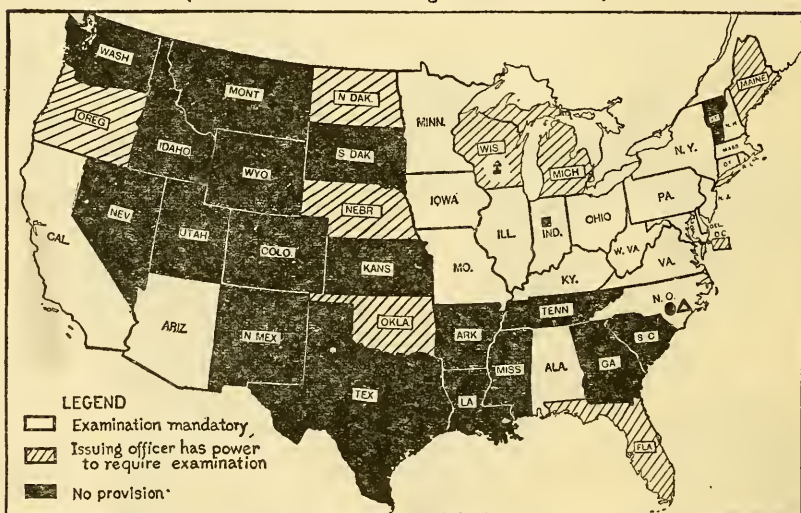 WASH
MONT
N DAK.
MINN.
MAINE
OREG
IDAHO
WYO
S DAK
WIS
MICH
N.Y.
N.H.
MASS
NEV
UTAH
COLO.
NEBR
IOWA
ILL.
IND.
OHIO
PA.
N.J.
DEL.
D.C.
CAL.
KANS
MO.
KY.
W.VA.
VA.
ARIZ
N MEX
OKLA
ARK
TENN
N.O.
TEX
LA
MISS
ALA.
GA
S C
FLA
LEGEND
Examination mandatory
Issuing officer has power
to require examination
No provision